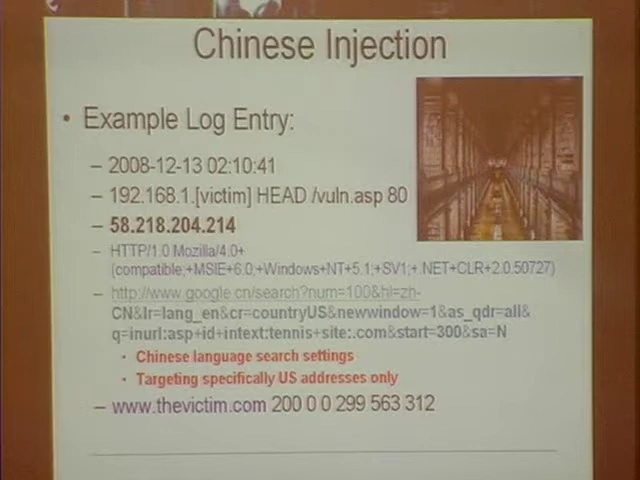 Chinese Injection
• Example Log Entry:
– 2008-12-13 02:10:41
– 192.168.1.[victim] HEAD /vuln.asp 80
– 58.218.204.214
– HTTP/1.0 Mozilla/4.0+
(compatible;+MSIE+6.0;+Windows+NT+5.1;+SV1;+.NET+CLR+2.0.50727)
– http://www.google.cn/search?num=100&hl=zh-
CN&lr=lang_en&cr=countryUS&newwindow=1&as_qdr=all&
q=inurl:asp+id+intext:tennis+site:.com&start=300&sa=N
• Chinese language search settings
• Targeting specifically US addresses only
– www.thevictim.com 200 0 0 299 563 312